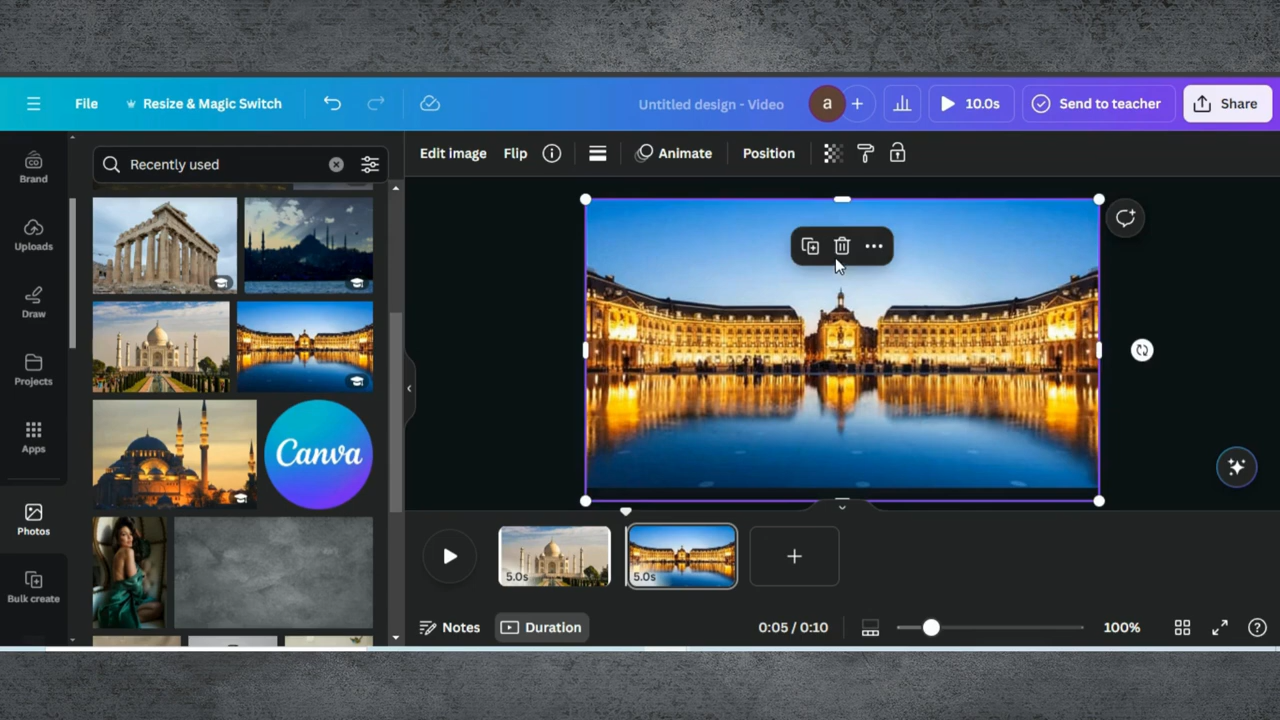 File
Resize & Magic Switch
Untitled design - Video
a
10.0s
Send to teacher
Share
Brand
Uploads
Draw
Projects
Apps
Photos
Bulk create
Recently used
Canva
Edit image
Flip
Animate
Position
5.0s
5.0s
Notes
Duration
0:05 / 0:10
100%